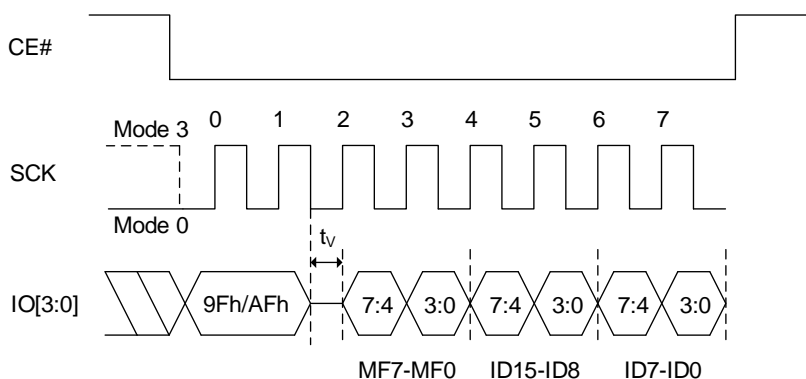 CE#
Mode 3 0 1 2 3 4 5 6 7
SCK
Mode 0
tV
IO[3:0] 9Fh/AFh 7:4 3:0 7:4 3:0 7:4 3:0
MF7-MF0 ID15-ID8 ID7-ID0